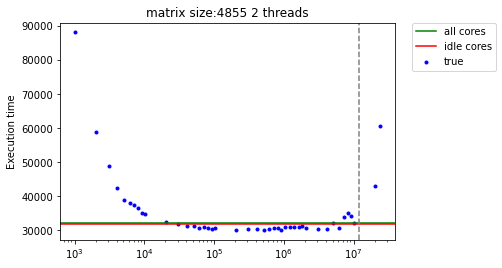 matrix size:4855 2 threads
90000
80000
70000
60000
50000
40000
30000
Execution time
10³
10⁴
10⁵
10⁶
10⁷
all cores
idle cores
true